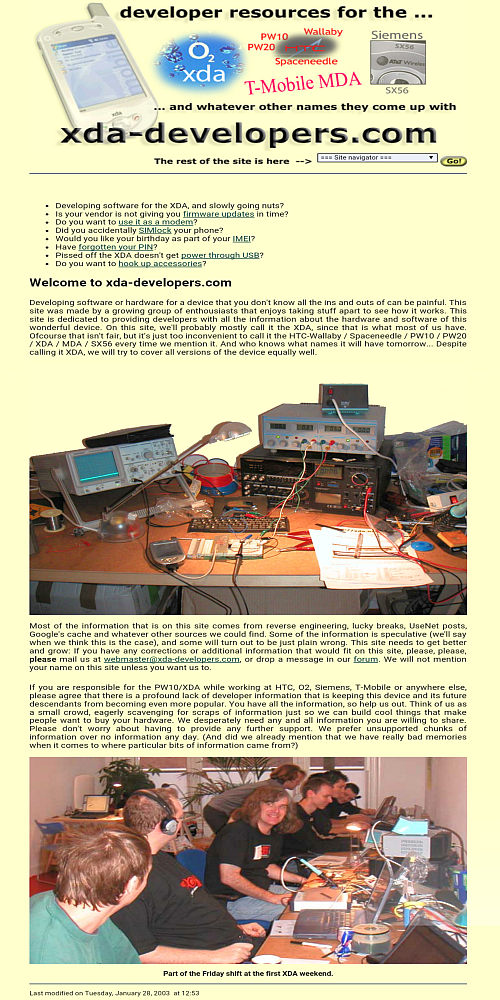 developer resources for the ...
O2
xda
PW10
Wallaby
PW20
Spaceneedle
T-Mobile MDA
Siemens
SX56
AT&T Wireless
SX56
... and whatever other names they come up with
xda-developers.com
The rest of the site is here -->
=== Site navigator ===
Go!
Developing software for the XDA, and slowly going nuts?
Is your vendor is not giving you firmware updates in time?
Do you want to use it as a modem?
Did you accidentally SIMlock your phone?
Would you like your birthday as part of your IMEI?
Have forgotten your PIN?
Pissed off the XDA doesn't get power through USB?
Do you want to hook up accessories?
Welcome to xda-developers.com
Developing software or hardware for a device that you don't know all the ins and outs of can be painful. This
site was made by a growing group of enthousiasts that enjoys taking stuff apart to see how it works. This
site is dedicated to providing developers with all the information about the hardware and software of this
wonderful device. On this site, we'll probably mostly call it the XDA, since that is what most of us have.
Ofcourse that isn't fair, but it's just too inconvenient to call it the HTC-Wallaby / Spaceneedle / PW10 / PW20
/ XDA / MDA / SX56 every time we mention it. And who knows what names it will have tomorrow... Despite
calling it XDA, we will try to cover all versions of the device equally well.
Most of the information that is on this site comes from reverse engineering, lucky breaks, UseNet posts,
Google's cache and whatever other sources we could find. Some of the information is speculative (we'll say
when we think this is the case), and some will turn out to be just plain wrong. This site needs to get better
and grow: If you have any corrections or additional information that would fit on this site, please, please,
please mail us at webmaster@xda-developers.com, or drop a message in our forum. We will not mention
your name on this site unless you want us to.
If you are responsible for the PW10/XDA while working at HTC, O2, Siemens, T-Mobile or anywhere else,
please agree that there is a profound lack of developer information that is keeping this device and its future
descendants from becoming even more popular. You have all the information, so help us out. Think of us as
a small crowd, eagerly scavenging for scraps of information just so we can build cool things that make
people want to buy your hardware. We desperately need any and all information you are willing to share.
Please don't worry about having to provide any further support. We prefer unsupported chunks of
information over no information any day. (And did we already mention that we have really bad memories
when it comes to where particular bits of information came from?)
Part of the Friday shift at the first XDA weekend.
Last modified on Tuesday, January 28, 2003 at 12:53